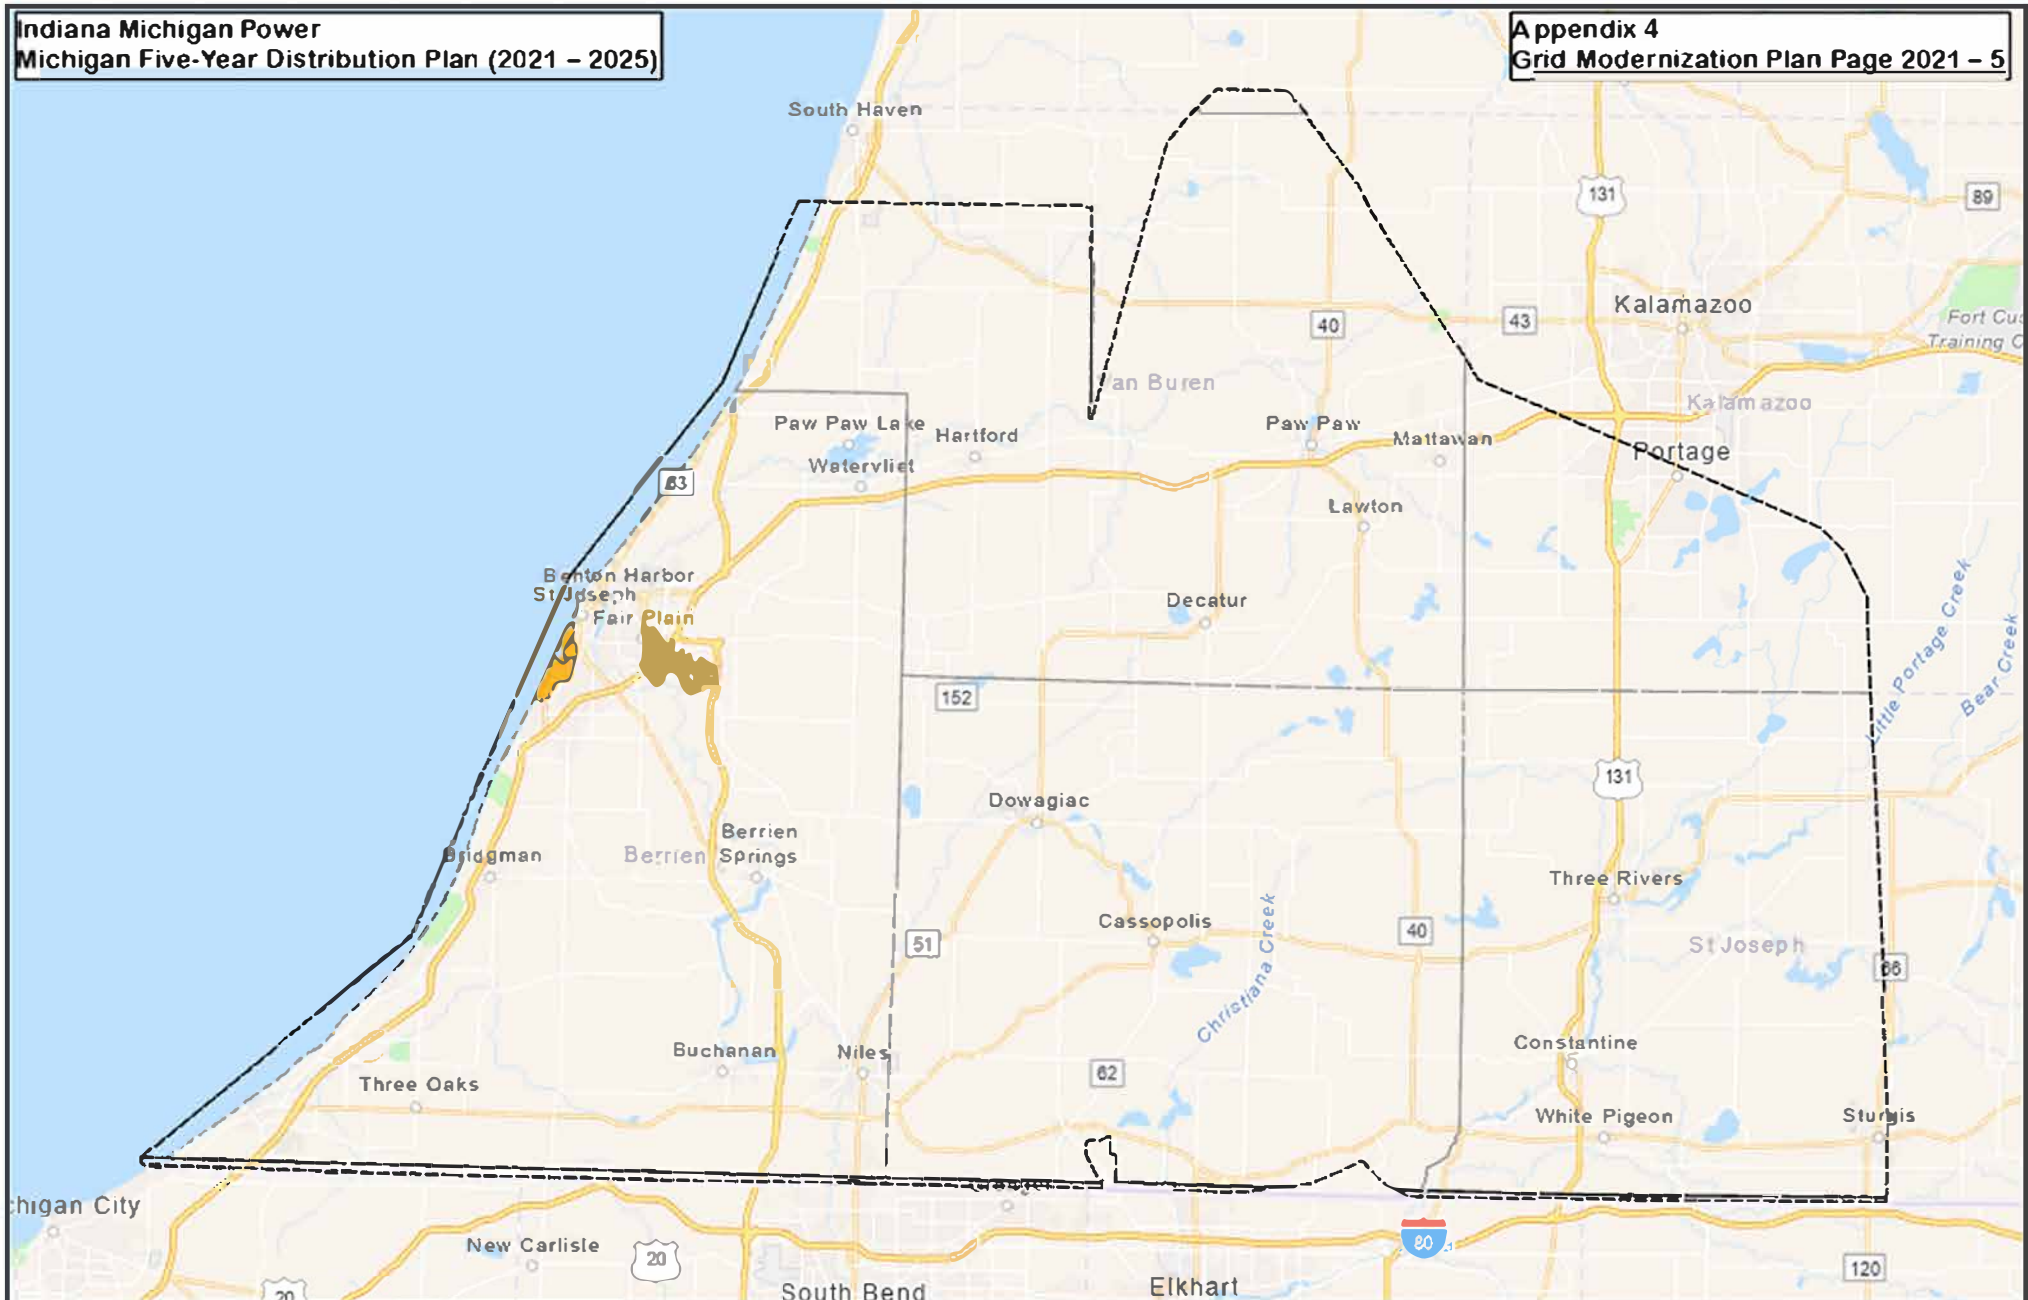 Indiana Michigan Power
Michigan Five-Year Distribution Plan (2021 – 2025)
Appendix 4
Grid Modernization Plan Page 2021 – 5
South Haven
131
89
Kalamazoo
40
43
Fort Cus
Training C
an Buren
Kalamazoo
Paw Paw Lake
Hartford
Paw Paw
Mattawan
Portage
Watervliet
63
Lawton
Benton Harbor
St Joseph
Fair Plain
Decatur
Little Portage Creek
Bear Creek
152
131
Dowagiac
Berrien
Springs
Bridgman
Berrien
Three Rivers
Cassopolis
Christiana Creek
51
40
St Joseph
66
Buchanan
Niles
Constantine
62
Three Oaks
White Pigeon
Sturgis
chigan City
New Carlisle
20
80
120
20
South Bend
Elkhart